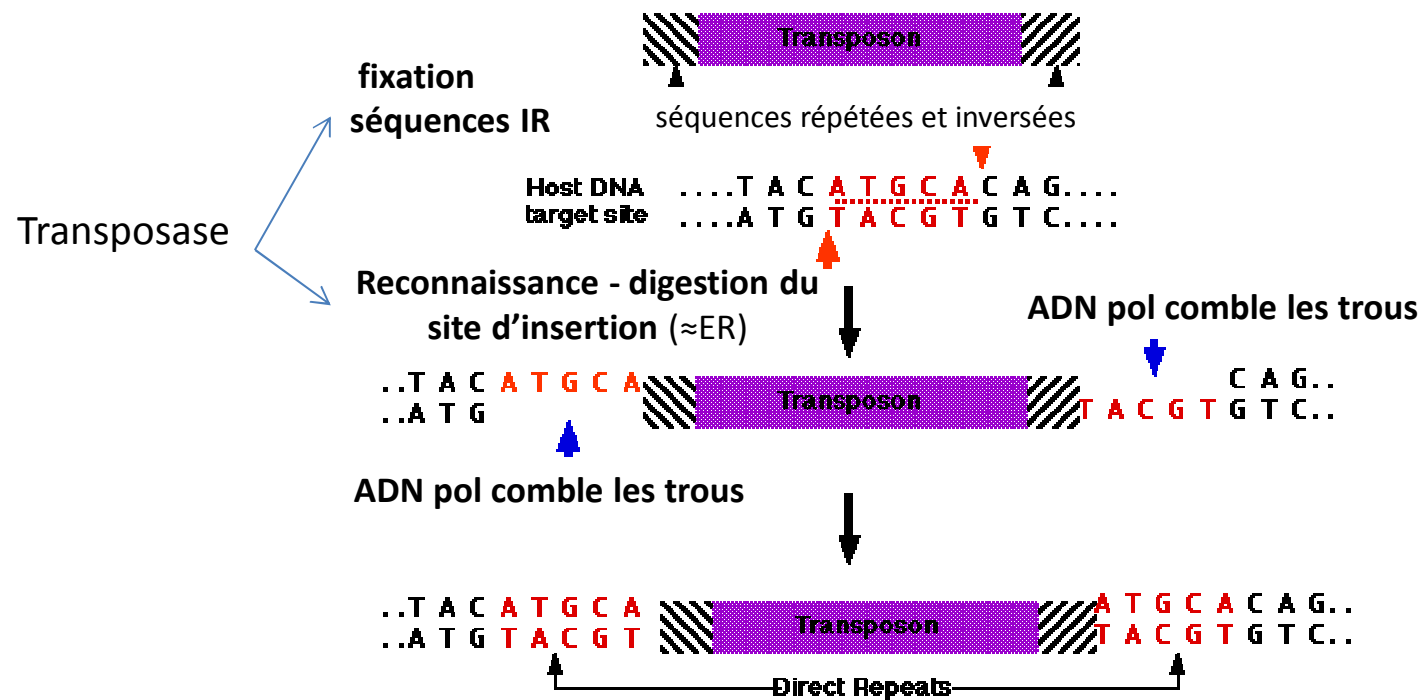 Transposon
fixation
séquences IR
séquences répétées et inversées
Host DNA ....T A C A T G C A C A G....
target site ....A T G T A C G T G T C....
Transposase
Reconnaissance - digestion du
site d'insertion (≈ER)
ADN pol comble les trous
..T A C A T G C A C A G..
..A T G Transposon T A C G T G T C..
ADN pol comble les trous
..T A C A T G C A A T G C A C A G..
..A T G T A C G T Transposon T A C G T G T C..
Direct Repeats